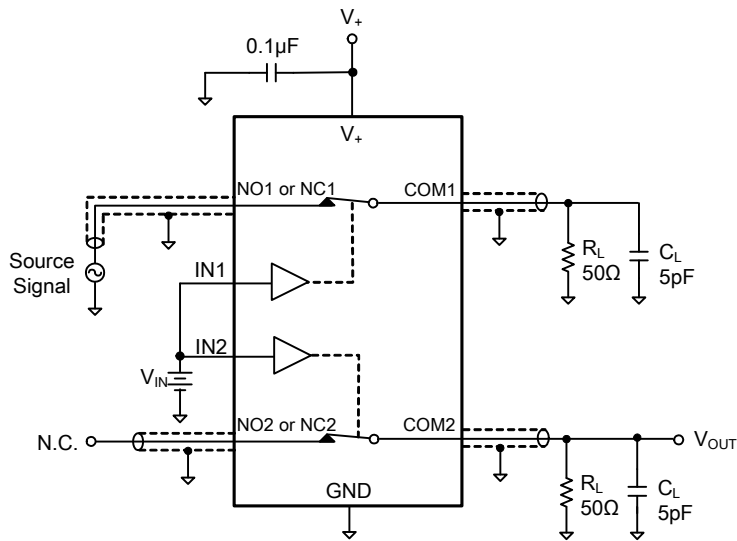 V+
0.1µF
V+
NO1 or NC1
COM1
Source
Signal
IN1
RL
50Ω
CL
5pF
IN2
VIN
NO2 or NC2
COM2
N.C.
VOUT
GND
RL
50Ω
CL
5pF